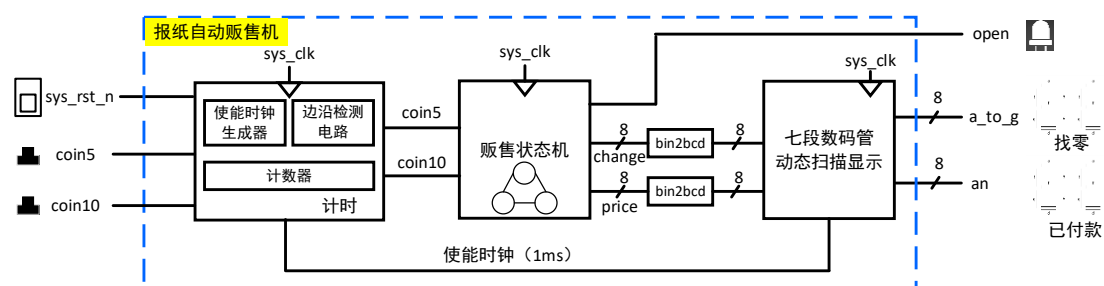 报纸自动贩售机
sys_clk
sys_clk
sys_clk
open
sys_rst_n
使能时钟
生成器
边沿检测
电路
coin5
coin5
贩售状态机
8
change
bin2bcd
8
七段数码管
动态扫描显示
8
a_to_g
找零
coin10
计数器
计时
coin10
8
price
bin2bcd
8
8
an
已付款
使能时钟（1ms）